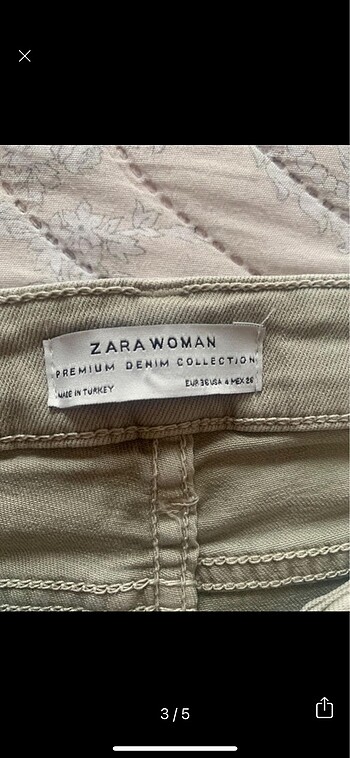 ZARA WOMAN
PREMIUM DENIM COLLECTION
MADE IN TURKEY
EUR 36 USA 4 MEX 26
3/5